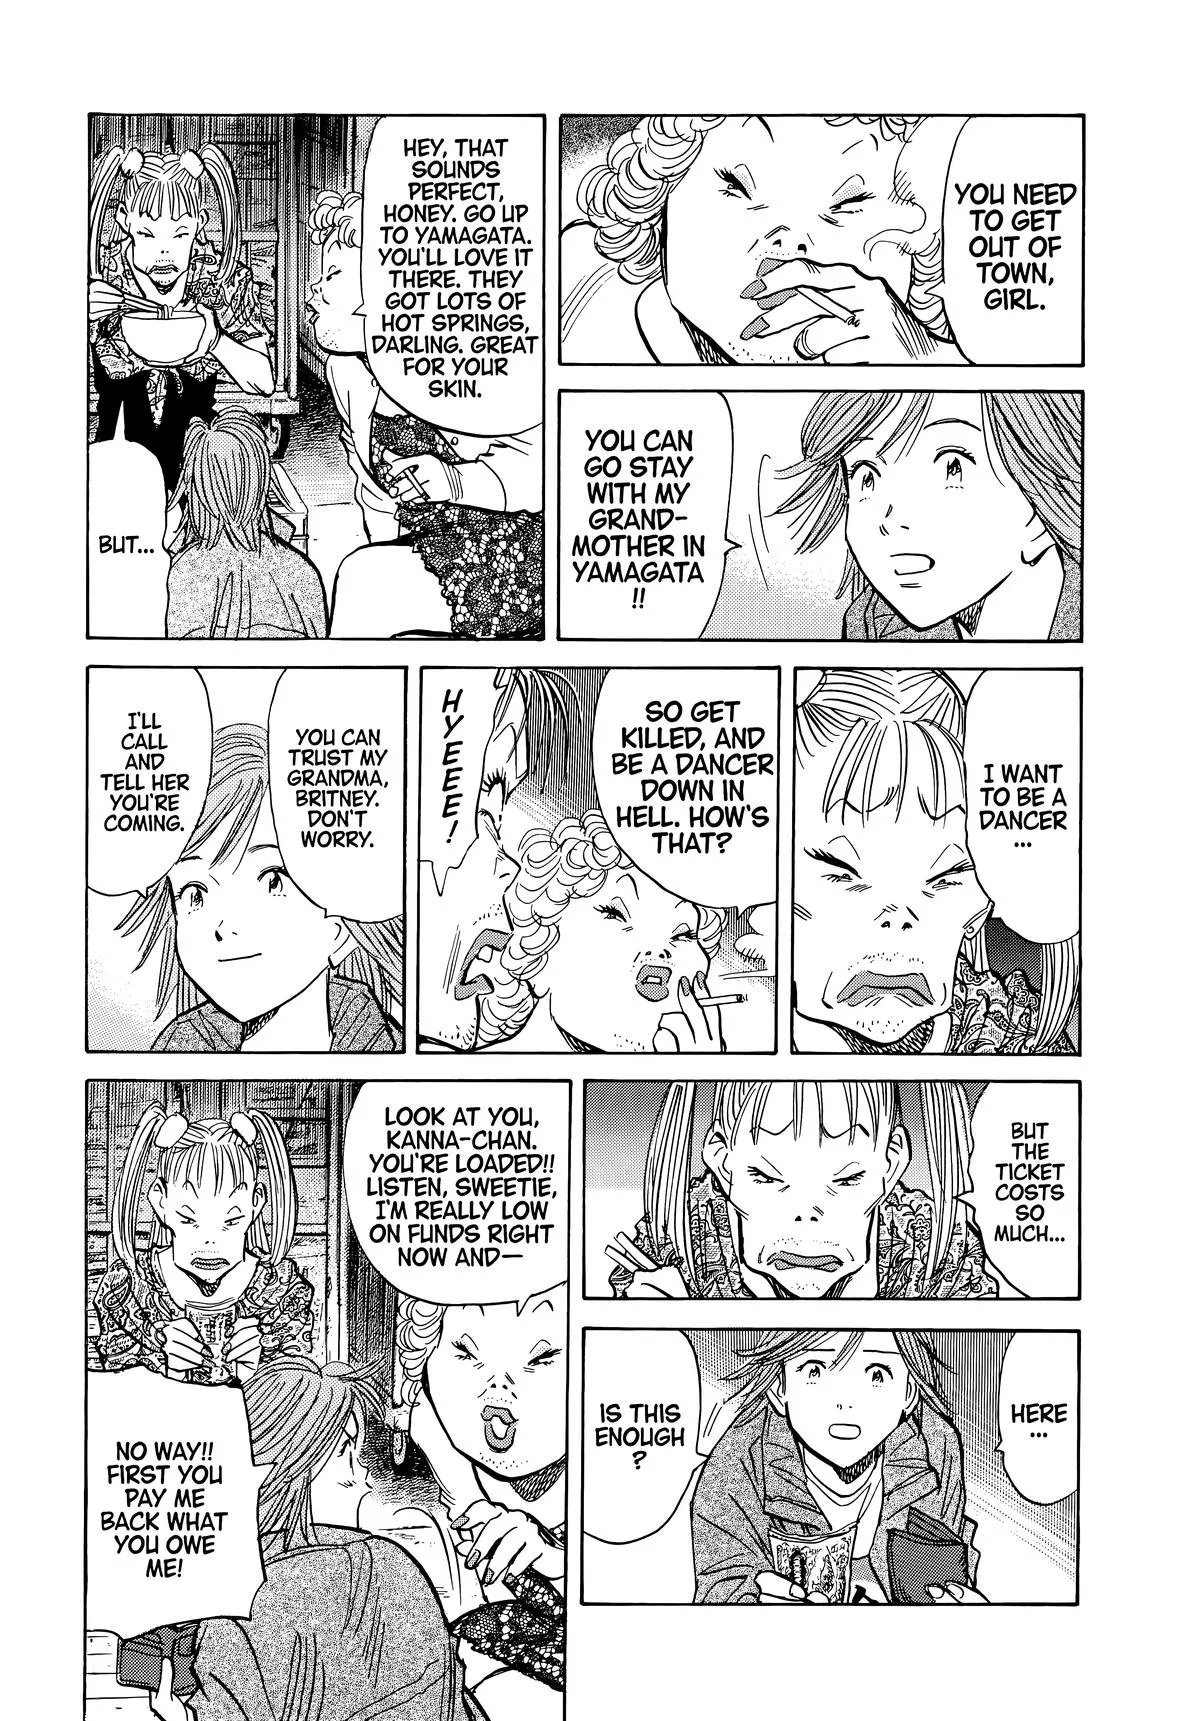 YOU NEED
TO GET
OUT OF
TOWN,
GIRL.
YOU CAN
GO STAY
WITH MY
GRAND-
MOTHER IN
YAMAGATA
!!
HEY, THAT
SOUNDS
PERFECT,
HONEY. GO UP
TO YAMAGATA.
YOU'LL LOVE IT
THERE. THEY
GOT LOTS OF
HOT SPRINGS,
DARLING. GREAT
FOR YOUR
SKIN.
BUT...
I WANT
TO BE A
DANCER
...
SO GET
KILLED, AND
BE A DANCER
DOWN IN
HELL. HOW'S
THAT?
HYEEE!
YOU CAN
TRUST MY
GRANDMA,
BRITNEY.
DON'T
WORRY.
I'LL
CALL
AND
TELL HER
YOU'RE
COMING.
BUT
THE
TICKET
COSTS
SO
MUCH...
HERE
...
IS THIS
ENOUGH
?
LOOK AT YOU,
KANNA-CHAN.
YOU'RE LOADED!!
LISTEN, SWEETIE,
I'M REALLY LOW
ON FUNDS RIGHT
NOW AND—
NO WAY!!
FIRST YOU
PAY ME
BACK WHAT
YOU OWE
ME!